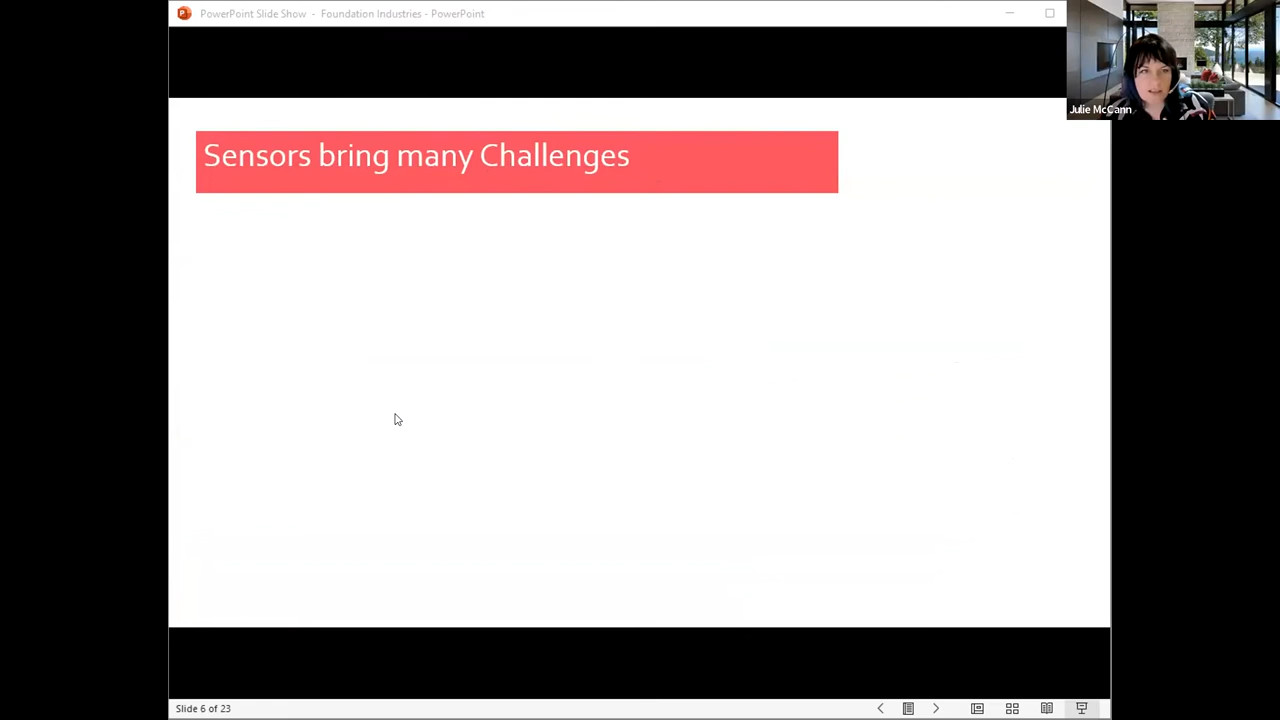 PowerPoint Slide Show - Foundation Industries - PowerPoint
Julie McCann
Sensors bring many Challenges
Slide 6 of 23